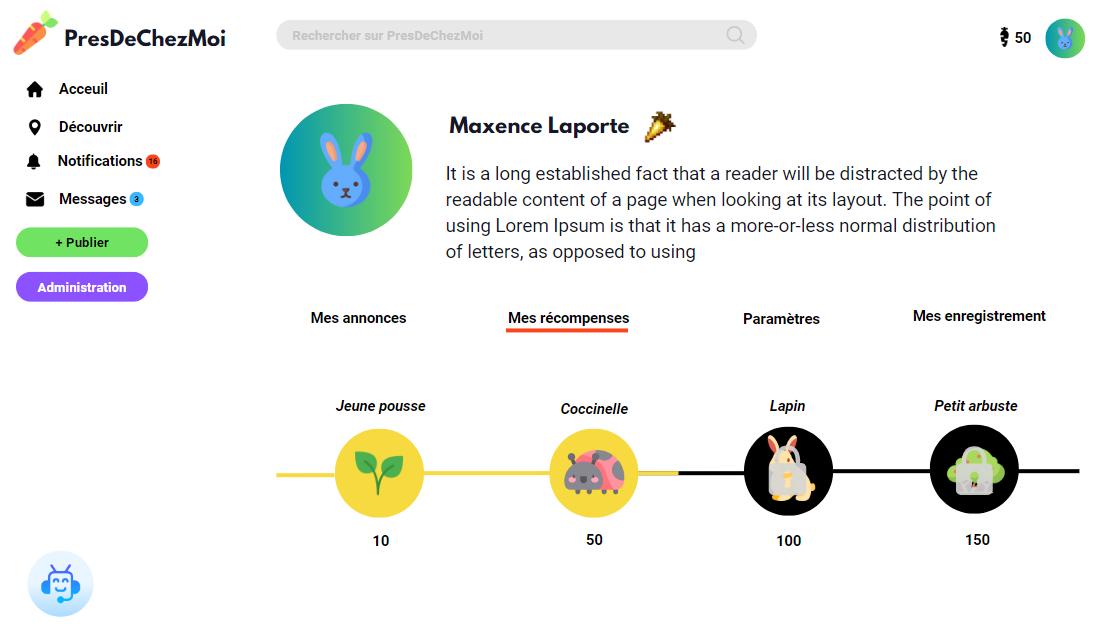 PresDeChezMoi
Rechercher sur PresDeChezMoi
50
Acceuil
Découvrir
Notifications 16
Messages 3
+ Publier
Administration
Maxence Laporte
It is a long established fact that a reader will be distracted by the
readable content of a page when looking at its layout. The point of
using Lorem Ipsum is that it has a more-or-less normal distribution
of letters, as opposed to using
Mes annonces
Mes récompenses
Paramètres
Mes enregistrement
Jeune pousse
Coccinelle
Lapin
Petit arbuste
10
50
100
150